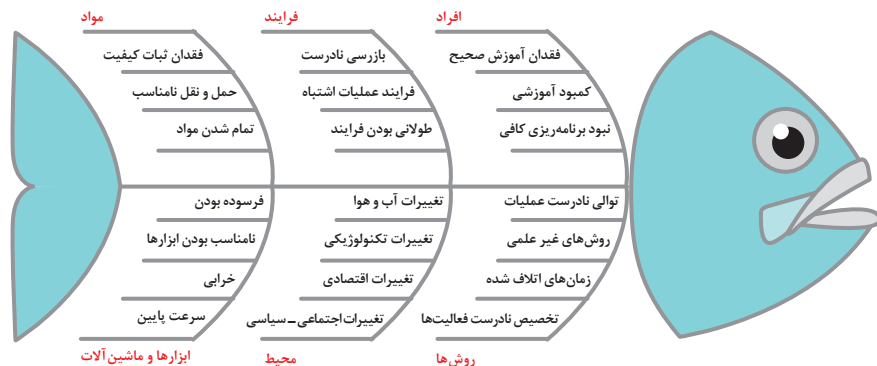 افراد
فقدان آموزش صحیح
کمبود آموزشی
نبود برنامه‌ریزی کافی
فرایند
بازرسی نادرست
فرایند عملیات اشتباه
طولانی بودن فرایند
مواد
فقدان ثبات کیفیت
حمل و نقل نامناسب
تمام شدن مواد
توالی نادرست عملیات
روش‌های غیر علمی
زمان‌های اتلاف شده
تخصیص نادرست فعالیت‌ها
روش‌ها
تغییرات آب و هوا
تغییرات تکنولوژیکی
تغییرات اقتصادی
تغییرات اجتماعی ـ سیاسی
محیط
فرسوده بودن
نامناسب بودن ابزارها
خرابی
سرعت پایین
ابزارها و ماشین آلات